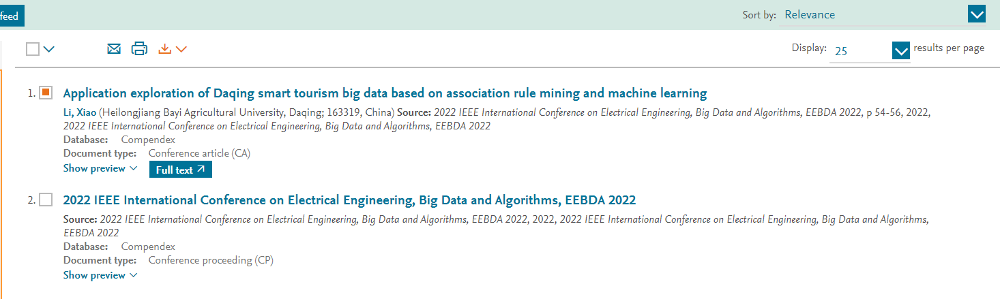 feed
Sort by: Relevance
Display: 25 results per page
1. Application exploration of Daqing smart tourism big data based on association rule mining and machine learning
Li, Xiao (Heilongjiang Bayi Agricultural University, Daqing; 163319, China) Source: 2022 IEEE International Conference on Electrical Engineering, Big Data and Algorithms, EEBDA 2022, p 54-56, 2022,
2022 IEEE International Conference on Electrical Engineering, Big Data and Algorithms, EEBDA 2022
Database: Compendex
Document type: Conference article (CA)
Show preview Full text
2. 2022 IEEE International Conference on Electrical Engineering, Big Data and Algorithms, EEBDA 2022
Source: 2022 IEEE International Conference on Electrical Engineering, Big Data and Algorithms, EEBDA 2022, 2022, 2022 IEEE International Conference on Electrical Engineering, Big Data and Algorithms,
EEBDA 2022
Database: Compendex
Document type: Conference proceeding (CP)
Show preview